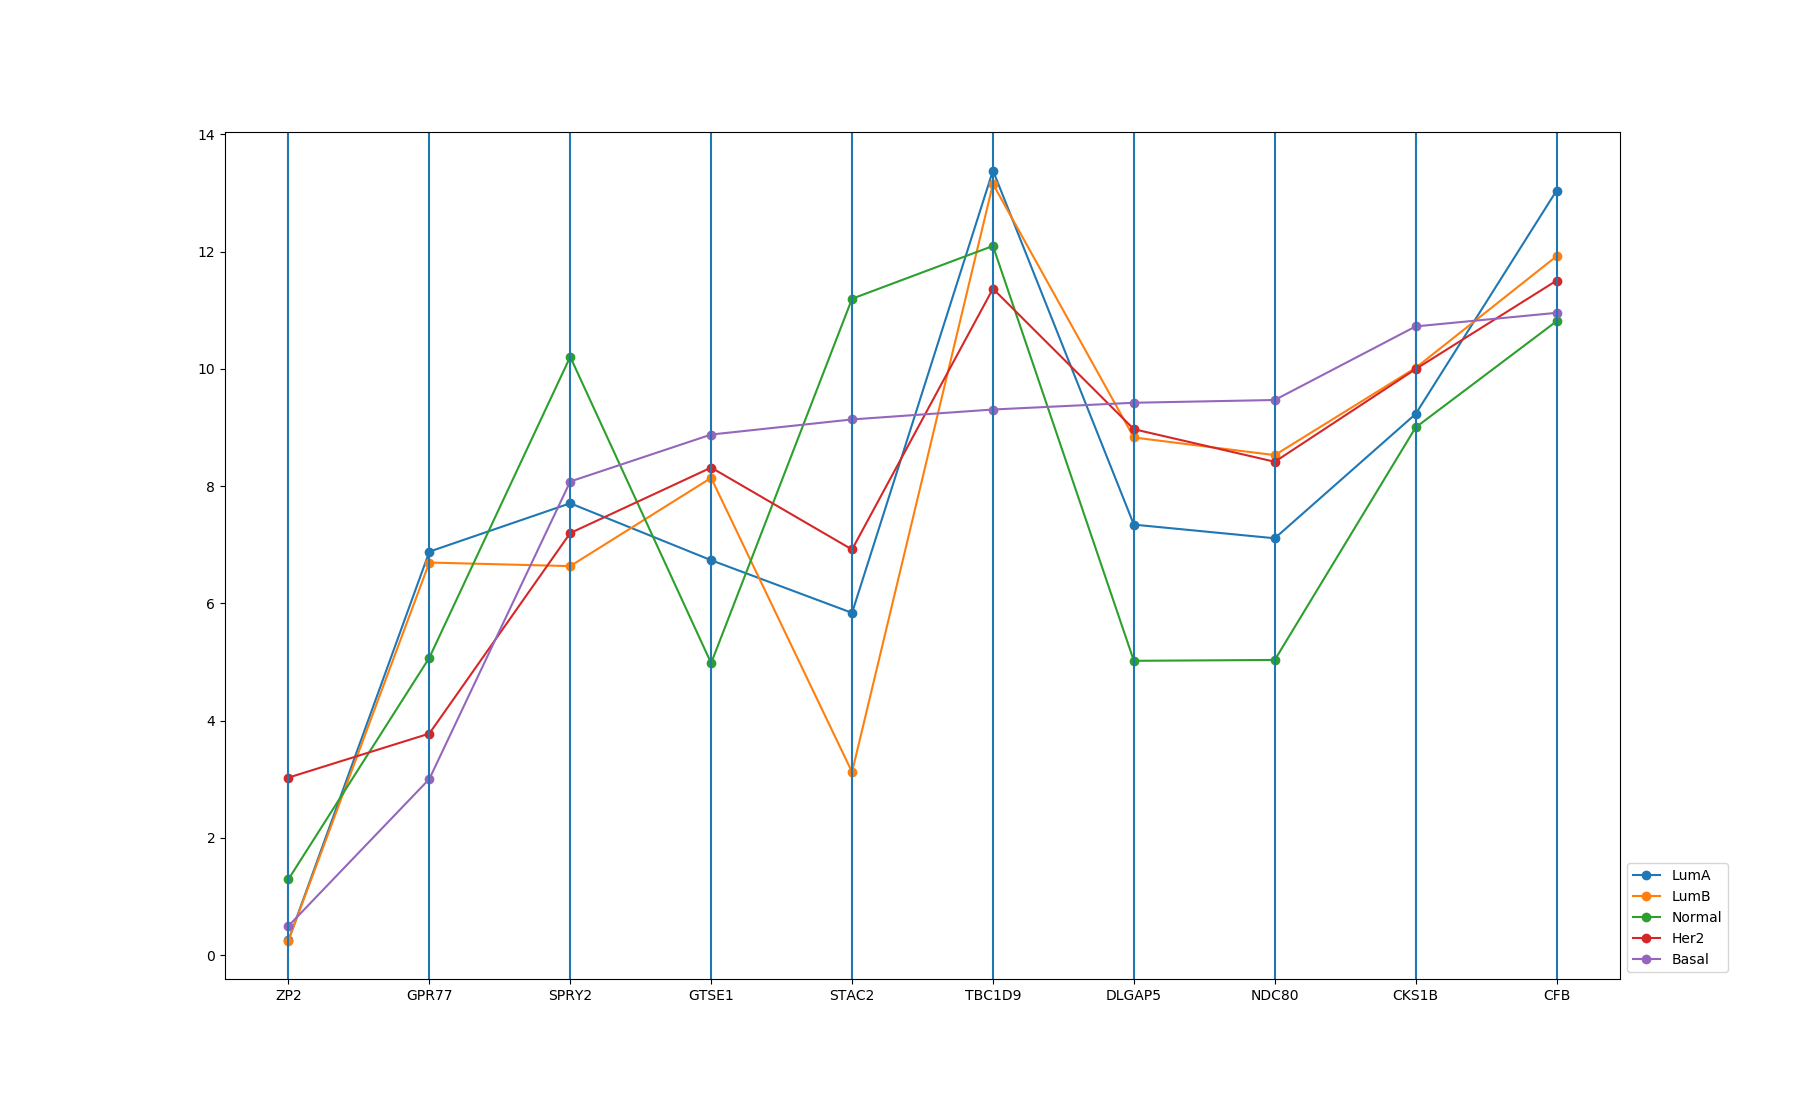 14
12
10
8
6
4
2
0
ZP2 GPR77 SPRY2 GTSE1 STAC2 TBC1D9 DLGAP5 NDC80 CKS1B CFB
LumA
LumB
Normal
Her2
Basal